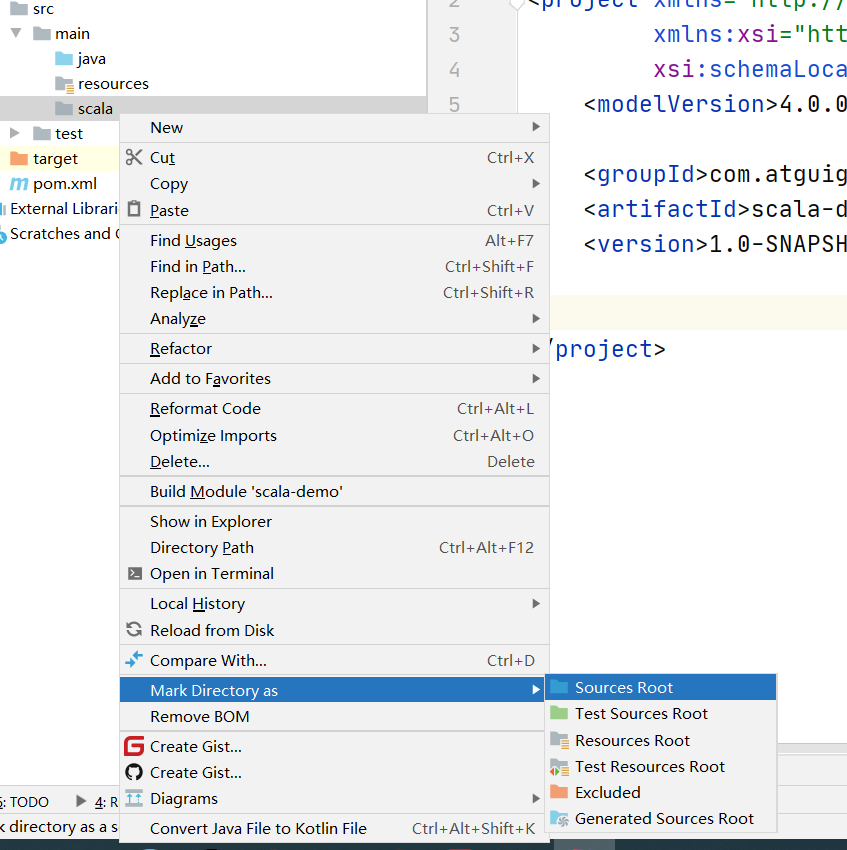 src
main
java
resources
scala
test
target
pom.xml
External Librari
Scratches and
2 <project xmlns="http://
3 xmlns:xsi="htt
4 xsi:schemaLoca
5 <modelVersion>4.0.0
<groupId>com.atguig
<artifactId>scala-d
<version>1.0-SNAPSH
/project>
New
Cut Ctrl+X
Copy
Paste Ctrl+V
Find Usages Alt+F7
Find in Path... Ctrl+Shift+F
Replace in Path... Ctrl+Shift+R
Analyze
Refactor
Add to Favorites
Reformat Code Ctrl+Alt+L
Optimize Imports Ctrl+Alt+O
Delete... Delete
Build Module 'scala-demo'
Show in Explorer
Directory Path Ctrl+Alt+F12
Open in Terminal
Local History
Reload from Disk
Compare With... Ctrl+D
Mark Directory as
Remove BOM
Create Gist...
Create Gist...
Diagrams
Convert Java File to Kotlin File Ctrl+Alt+Shift+K
Sources Root
Test Sources Root
Resources Root
Test Resources Root
Excluded
Generated Sources Root
: TODO 4: R
k directory as a s